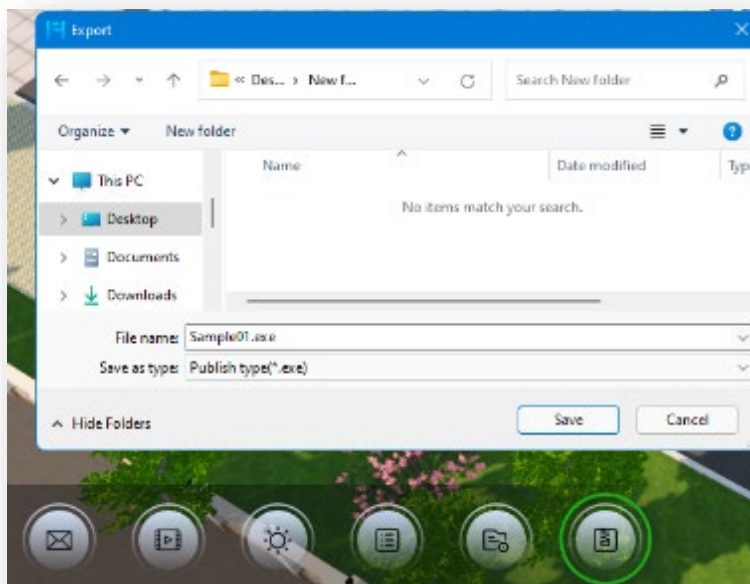 Export
« Des... › New f...
Search New folder
Organize
New folder
Name
Date modified
Typ
This PC
No items match your search.
Desktop
Documents
Downloads
File name: Sample01.exe
Save as type: Publish type(*.exe)
Hide Folders
Save
Cancel